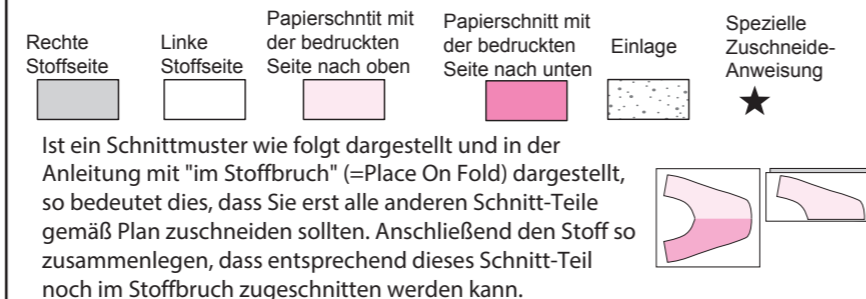 Rechte
Stoffseite
Linke
Stoffseite
Papierschntit mit
der bedruckten
Seite nach oben
Papierschnitt mit
der bedruckten
Seite nach unten
Einlage
Spezielle
Zuschneide-
Anweisung
Ist ein Schnittmuster wie folgt dargestellt und in der
Anleitung mit "im Stoffbruch" (=Place On Fold) dargestellt,
so bedeutet dies, dass Sie erst alle anderen Schnitt-Teile
gemäß Plan zuschneiden sollten. Anschließend den Stoff so
zusammenlegen, dass entsprechend dieses Schnitt-Teil
noch im Stoffbruch zugeschnitten werden kann.